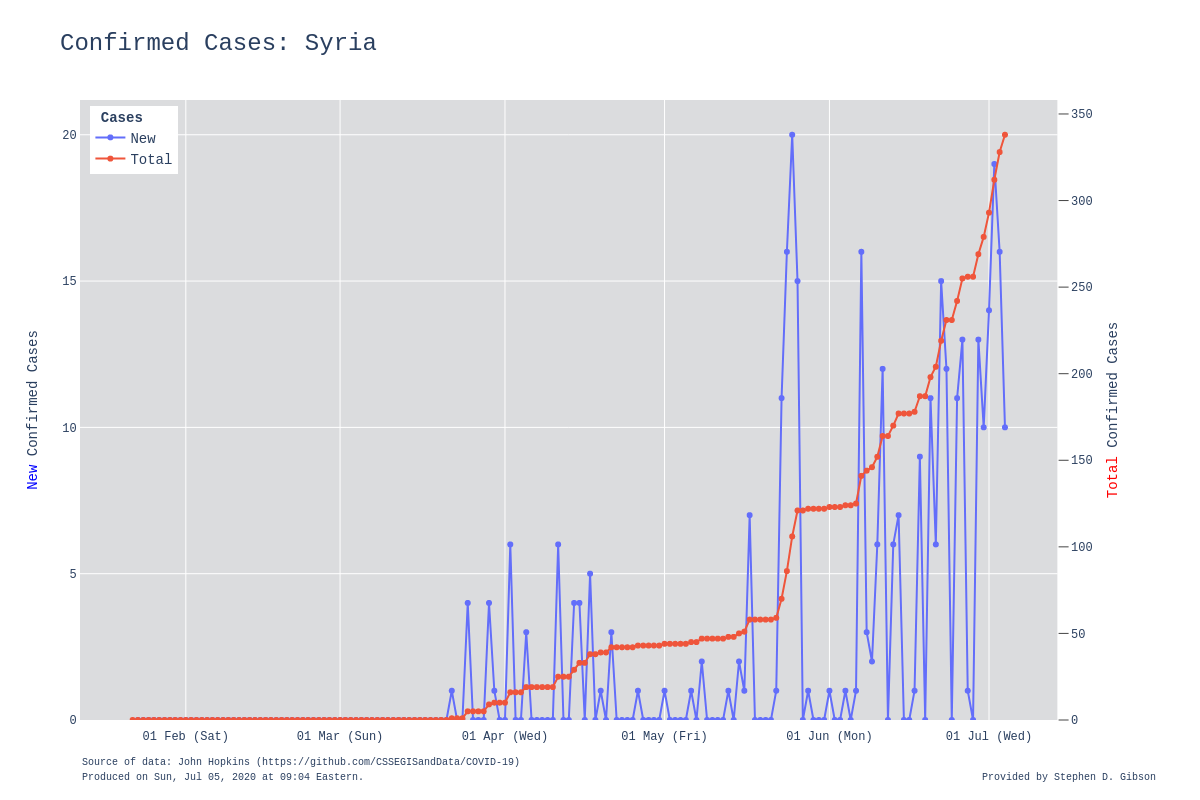 Confirmed Cases: Syria
Cases
New
Total
20
15
10
5
0
350
300
250
200
150
100
50
0
New Confirmed Cases
Total Confirmed Cases
01 Feb (Sat) 01 Mar (Sun) 01 Apr (Wed) 01 May (Fri) 01 Jun (Mon) 01 Jul (Wed)
Source of data: John Hopkins (https://github.com/CSSEGISandData/COVID-19)
Produced on Sun, Jul 05, 2020 at 09:04 Eastern.
Provided by Stephen D. Gibson